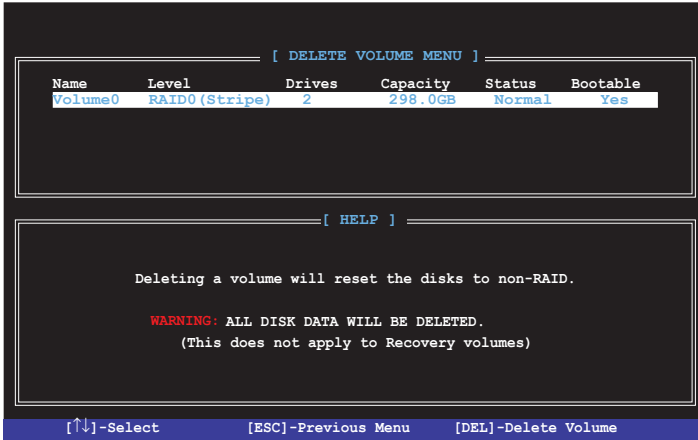 [ DELETE VOLUME MENU ]
Name Level Drives Capacity Status Bootable
Volume0 RAID0(Stripe) 2 298.0GB Normal Yes
[ HELP ]
Deleting a volume will reset the disks to non-RAID.
WARNING: ALL DISK DATA WILL BE DELETED.
(This does not apply to Recovery volumes)
[↑↓]-Select [ESC]-Previous Menu [DEL]-Delete Volume